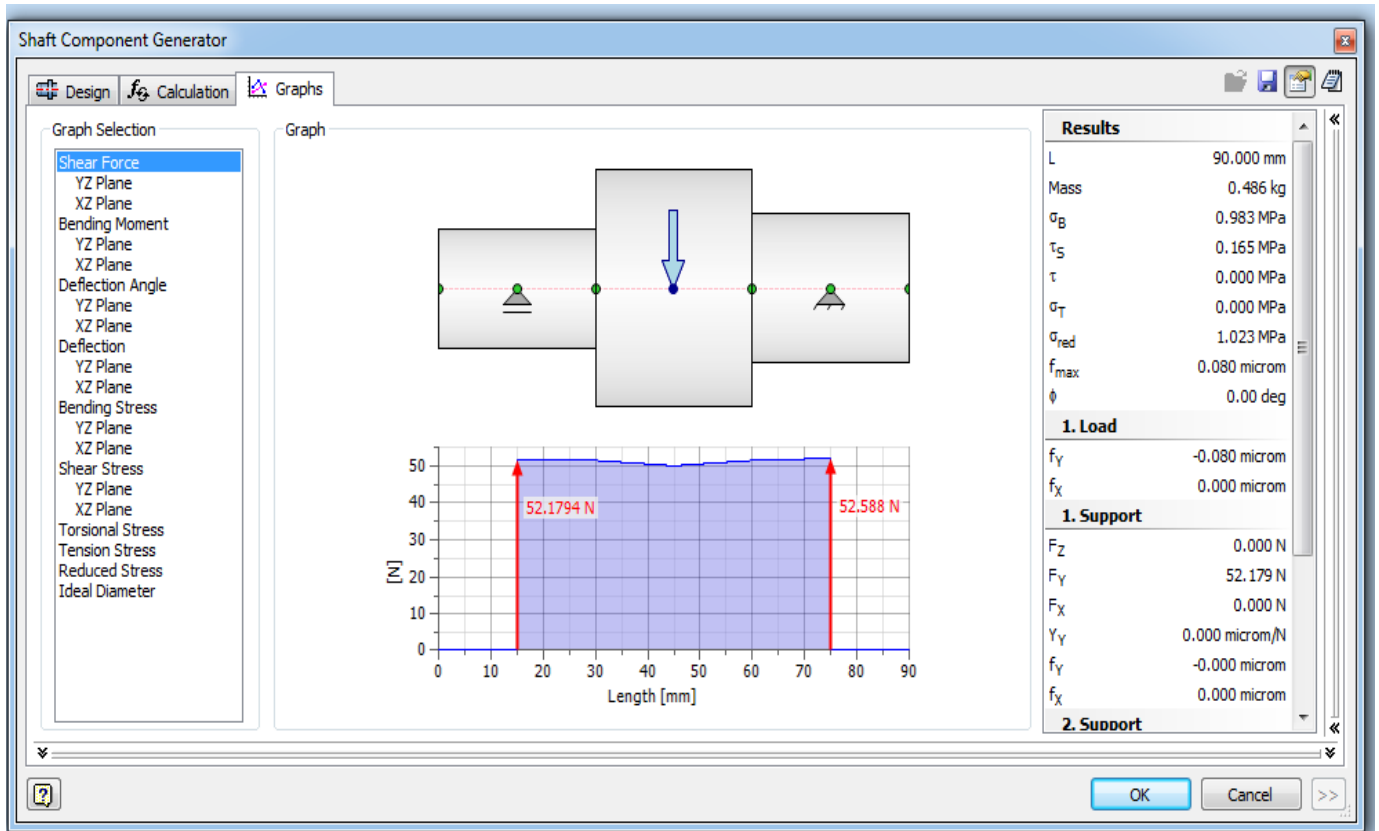 Shaft Component Generator
Design
Calculation
Graphs
Graph Selection
Shear Force
YZ Plane
XZ Plane
Bending Moment
YZ Plane
XZ Plane
Deflection Angle
YZ Plane
XZ Plane
Deflection
YZ Plane
XZ Plane
Bending Stress
YZ Plane
XZ Plane
Shear Stress
YZ Plane
XZ Plane
Torsional Stress
Tension Stress
Reduced Stress
Ideal Diameter
Graph
50
40
30
20
10
0
[N]
52.1794 N
52.588 N
0 10 20 30 40 50 60 70 80 90
Length [mm]
Results
L 90.000 mm
Mass 0.486 kg
σB 0.983 MPa
τS 0.165 MPa
τ 0.000 MPa
σT 0.000 MPa
σred 1.023 MPa
fmax 0.080 microm
ϕ 0.00 deg
1. Load
fY -0.080 microm
fX 0.000 microm
1. Support
FZ 0.000 N
FY 52.179 N
FX 0.000 N
YY 0.000 microm/N
fY -0.000 microm
fX 0.000 microm
2. Support
OK
Cancel
>>